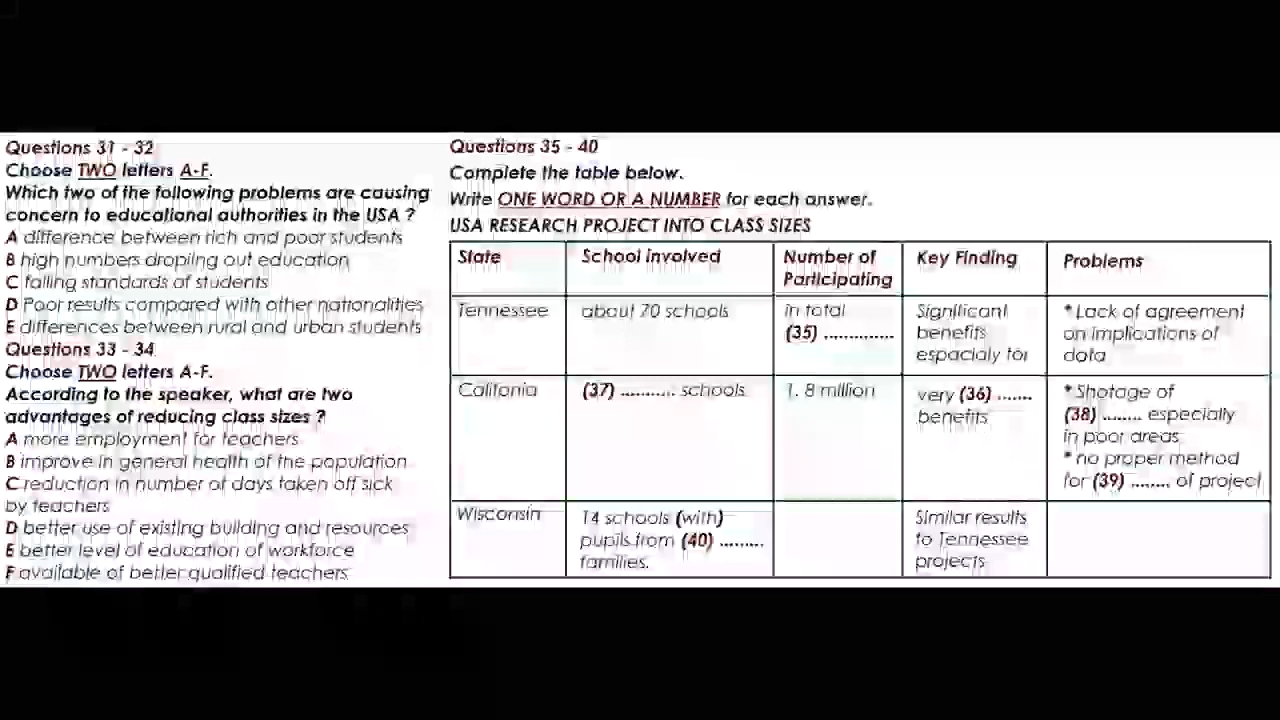 Questions 31 - 32
Choose TWO letters A-F.
Which two of the following problems are causing
concern to educational authorities in the USA ?
A difference between rich and poor students
B high numbers droping out education
C falling standards of students
D Poor results compared with other nationalities
E differences between rural and urban students
Questions 33 - 34
Choose TWO letters A-F.
According to the speaker, what are two
advantages of reducing class sizes ?
A more employment for teachers
B improve in general health of the population
C reduction in number of days taken off sick
by teachers
D better use of existing building and resources
E better level of education of workforce
F available of better qualified teachers
Questions 35 - 40
Complete the table below.
Write ONE WORD OR A NUMBER for each answer.
USA RESEARCH PROJECT INTO CLASS SIZES
State
School involved
Number of
Participating
Key Finding
Problems
Tennessee
about 70 schools
in total
(35) ..............
Significant
benefits
espacialy for
* Lack of agreement
on implications of
data
Califonia
(37) ........... schools
1. 8 million
very (36) .......
benefits
* Shotage of
(38) ........ especially
in poor areas
* no proper method
for (39) ........ of project
Wisconsin
14 schools (with)
pupils from (40) .........
families.
Similar results
to Tennessee
projects